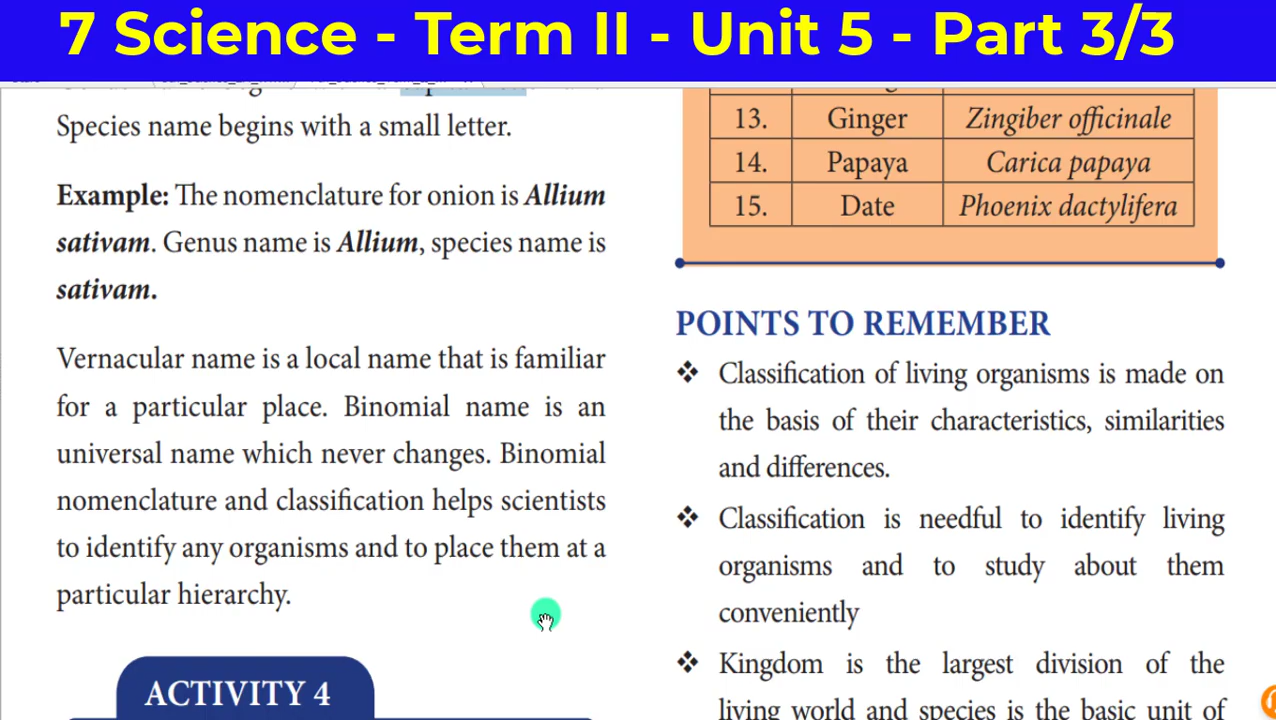 7 Science - Term II - Unit 5 - Part 3/3
Species name begins with a small letter.
Example: The nomenclature for onion is Allium
sativam. Genus name is Allium, species name is
sativam.
Vernacular name is a local name that is familiar
for a particular place. Binomial name is an
universal name which never changes. Binomial
nomenclature and classification helps scientists
to identify any organisms and to place them at a
particular hierarchy.
ACTIVITY 4
13. Ginger Zingiber officinale
14. Papaya Carica papaya
15. Date Phoenix dactylifera
POINTS TO REMEMBER
❖ Classification of living organisms is made on
the basis of their characteristics, similarities
and differences.
❖ Classification is needful to identify living
organisms and to study about them
conveniently
❖ Kingdom is the largest division of the
living world and species is the basic unit of